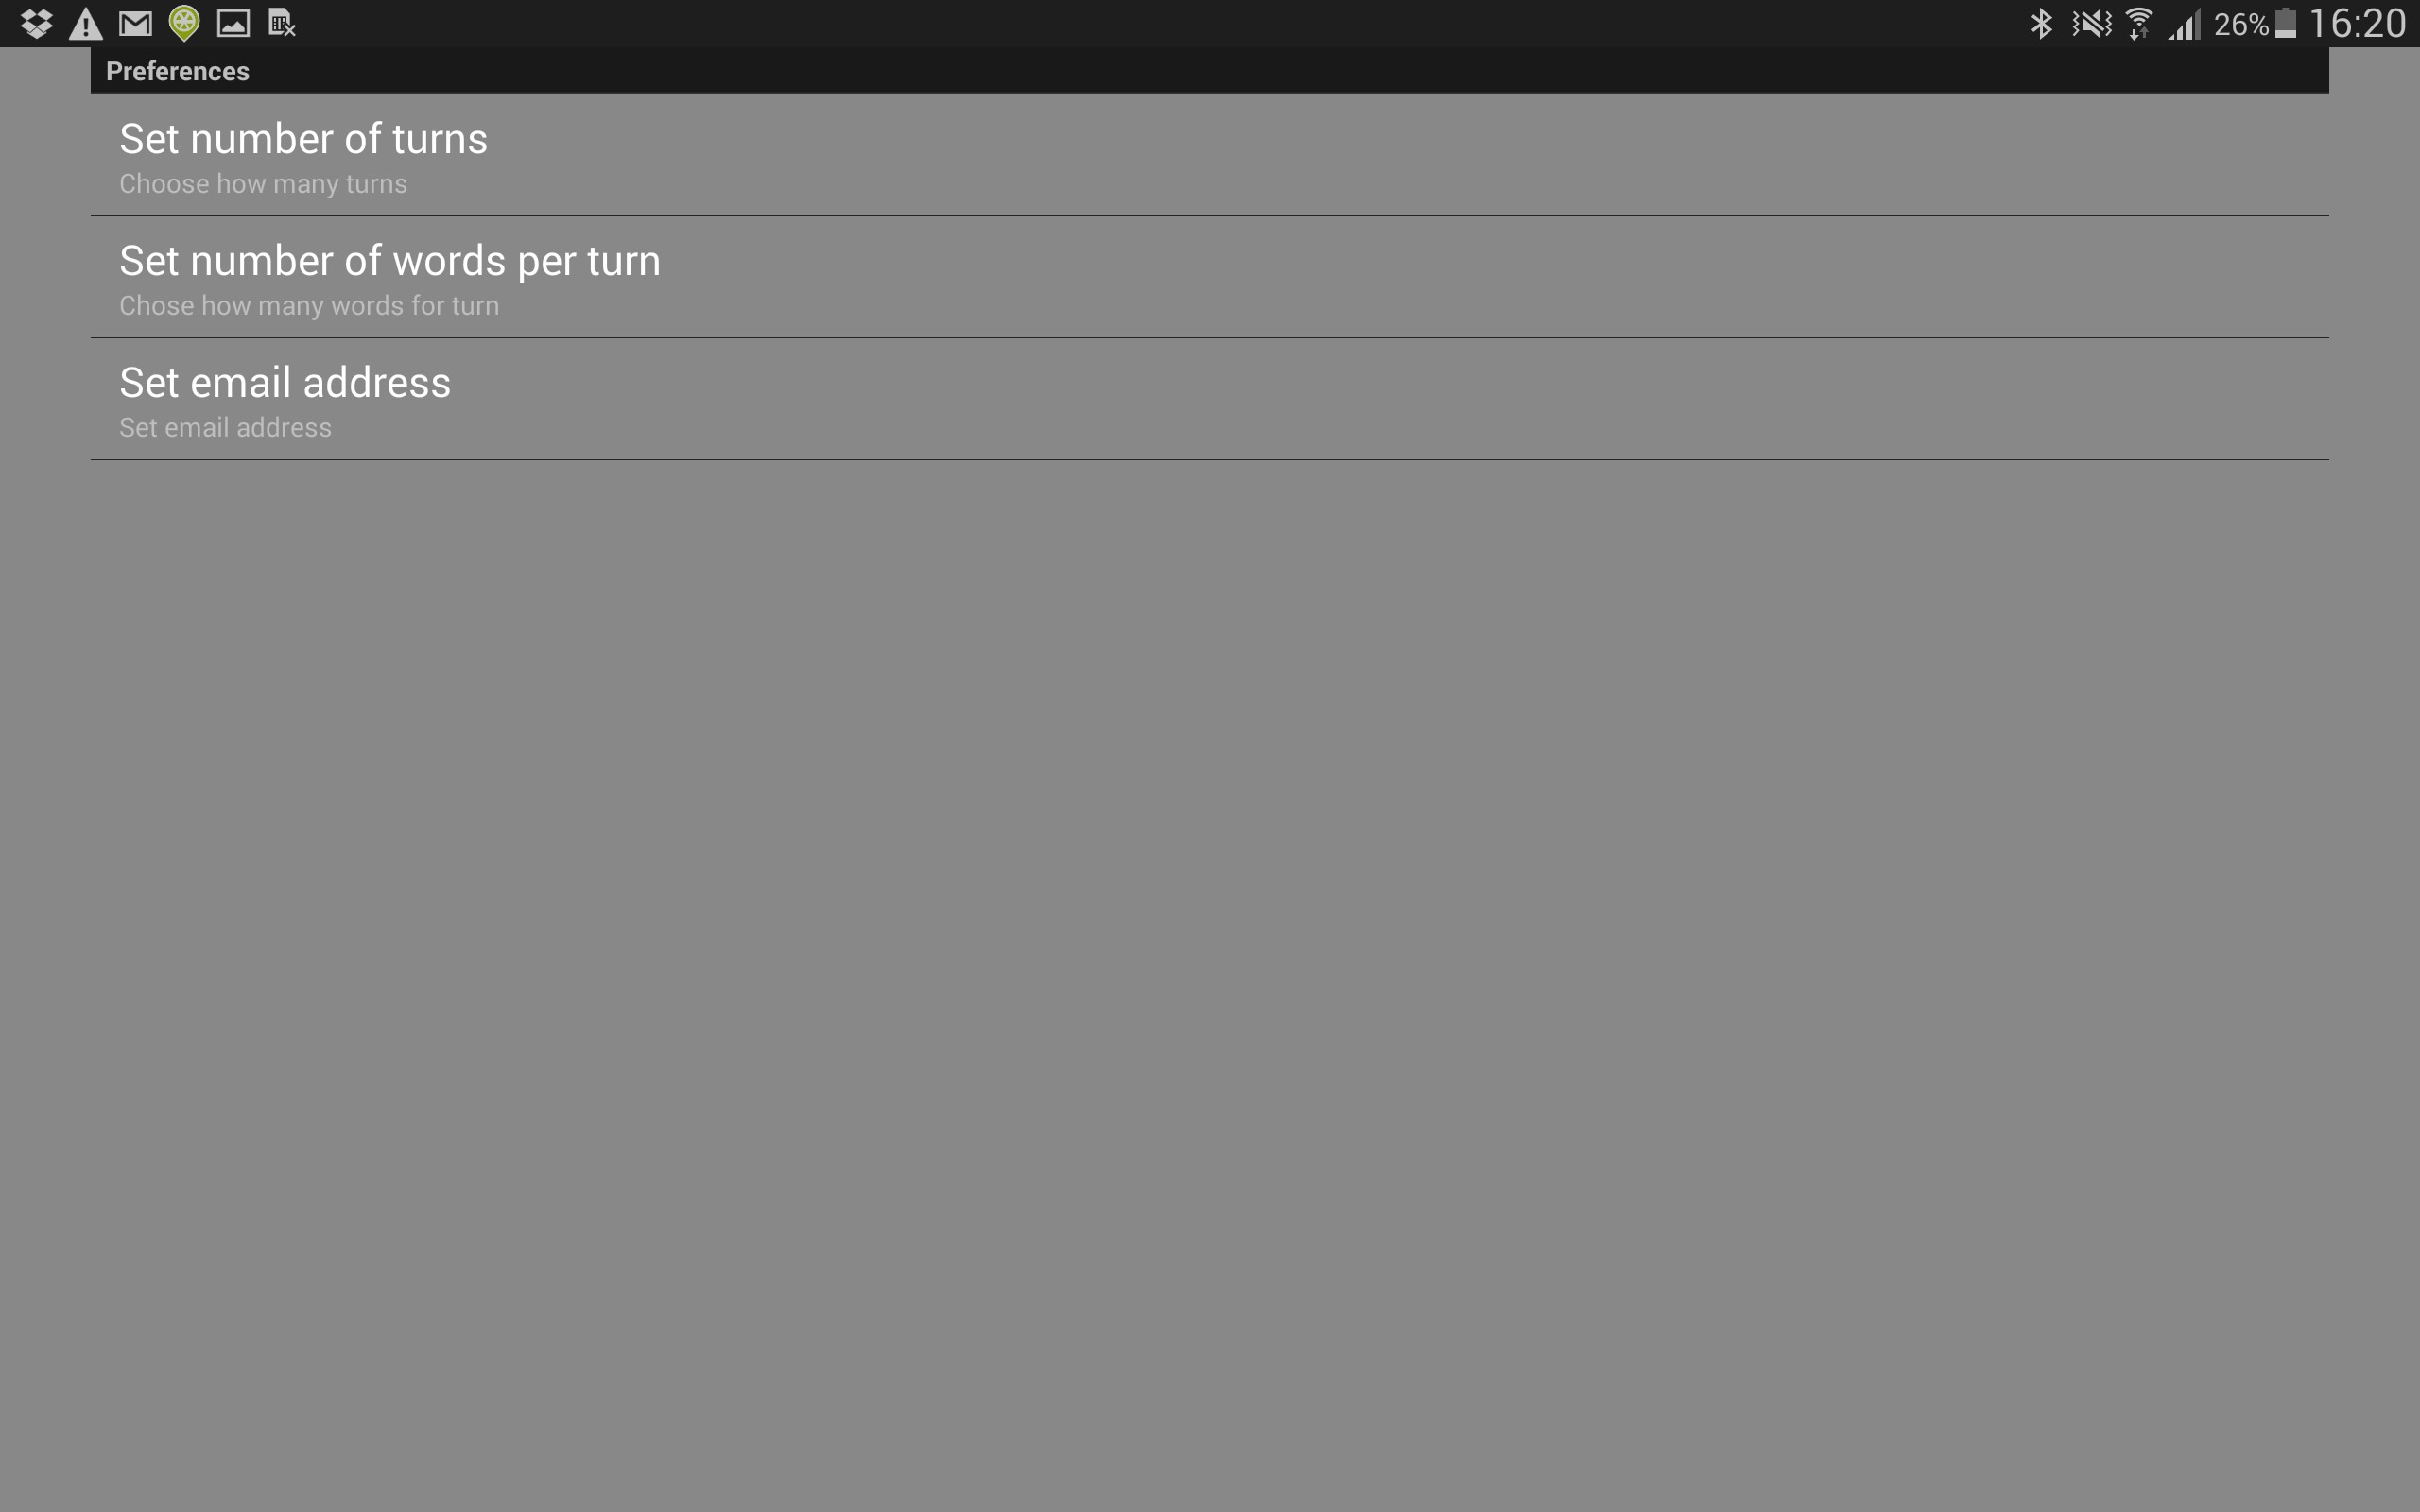 26% 16:20
Preferences
Set number of turns
Choose how many turns
Set number of words per turn
Chose how many words for turn
Set email address
Set email address